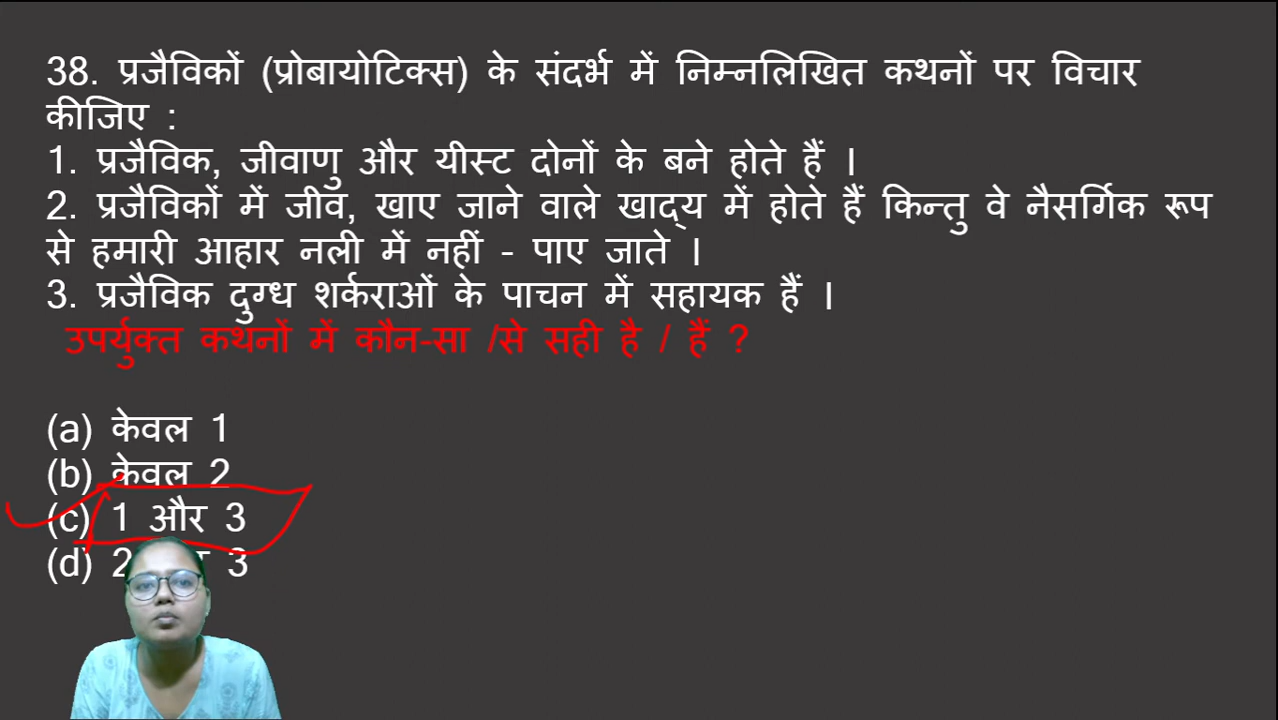 38. प्रजैविकों (प्रोबायोटिक्स) के संदर्भ में निम्नलिखित कथनों पर विचार
कीजिए :
1. प्रजैविक, जीवाणु और यीस्ट दोनों के बने होते हैं ।
2. प्रजैविकों में जीव, खाए जाने वाले खाद्य में होते हैं किन्तु वे नैसर्गिक रूप
से हमारी आहार नली में नहीं - पाए जाते ।
3. प्रजैविक दुग्ध शर्कराओं के पाचन में सहायक हैं ।
उपर्युक्त कथनों में कौन-सा /से सही है / हैं ?
(a) केवल 1
(b) केवल 2
(c) 1 और 3
(d) 2 3